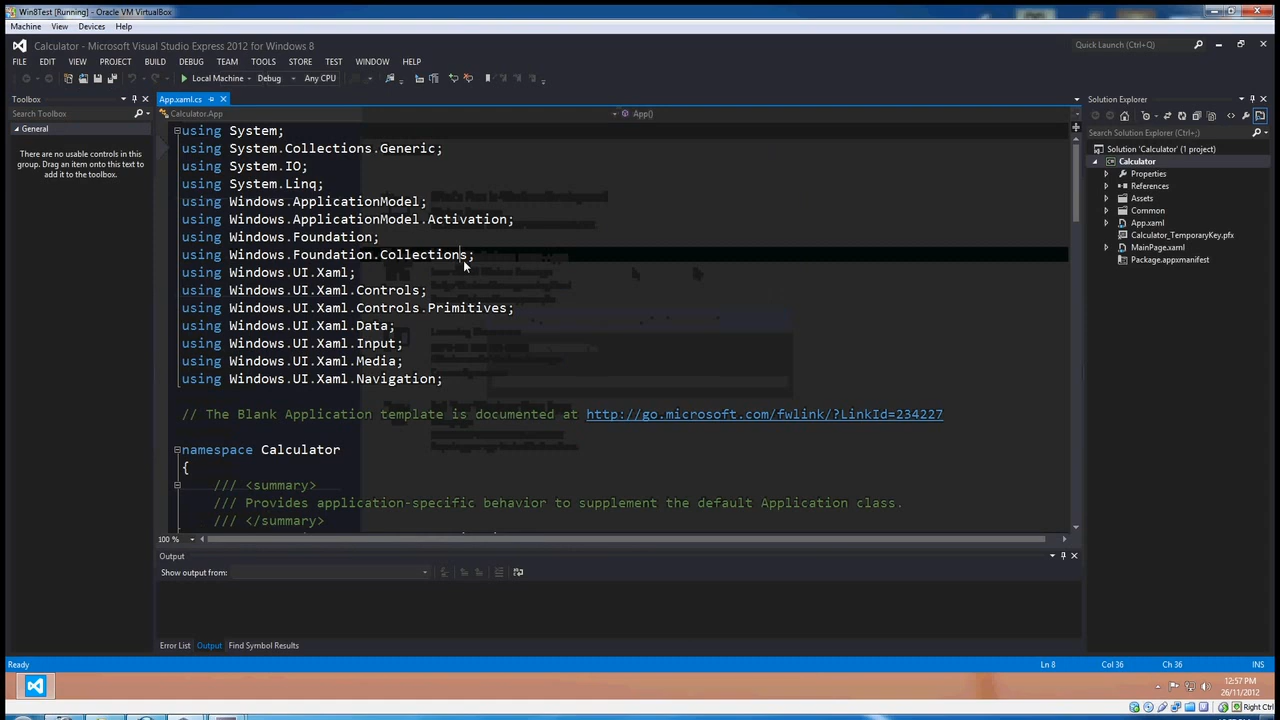 Win8Test [Running] - Oracle VM VirtualBox
Machine View Devices Help
Calculator - Microsoft Visual Studio Express 2012 for Windows 8
Quick Launch (Ctrl+Q)
FILE EDIT VIEW PROJECT BUILD DEBUG TEAM TOOLS STORE TEST WINDOW HELP
Local Machine Debug Any CPU
Toolbox
Search Toolbox
General
There are no usable controls in this
group. Drag an item onto this text to
add it to the toolbox.
App.xaml.cs
Calculator.App
App()
using System;
using System.Collections.Generic;
using System.IO;
using System.Linq;
using Windows.ApplicationModel;
using Windows.ApplicationModel.Activation;
using Windows.Foundation;
using Windows.Foundation.Collections;
using Windows.UI.Xaml;
using Windows.UI.Xaml.Controls;
using Windows.UI.Xaml.Controls.Primitives;
using Windows.UI.Xaml.Data;
using Windows.UI.Xaml.Input;
using Windows.UI.Xaml.Media;
using Windows.UI.Xaml.Navigation;
// The Blank Application template is documented at http://go.microsoft.com/fwlink/?LinkId=234227
namespace Calculator
{
/// <summary>
/// Provides application-specific behavior to supplement the default Application class.
/// </summary>
100 %
Output
Show output from:
Error List Output Find Symbol Results
Solution Explorer
Search Solution Explorer (Ctrl+;)
Solution 'Calculator' (1 project)
Calculator
Properties
References
Assets
Common
App.xaml
Calculator_TemporaryKey.pfx
MainPage.xaml
Package.appxmanifest
Ready
Ln 8 Col 36 Ch 36 INS
12:57 PM
26/11/2012
Right Ctrl